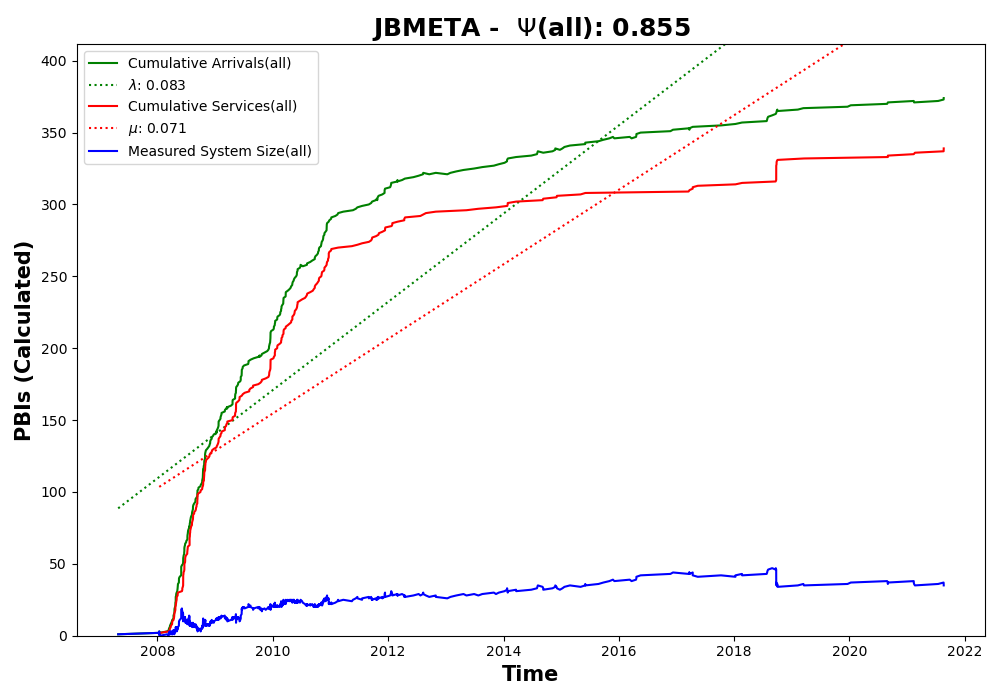 JBMETA - Ψ(all): 0.855
Cumulative Arrivals(all)
λ: 0.083
Cumulative Services(all)
μ: 0.071
Measured System Size(all)
PBIs (Calculated)
400
350
300
250
200
150
100
50
0
2008 2010 2012 2014 2016 2018 2020 2022
Time